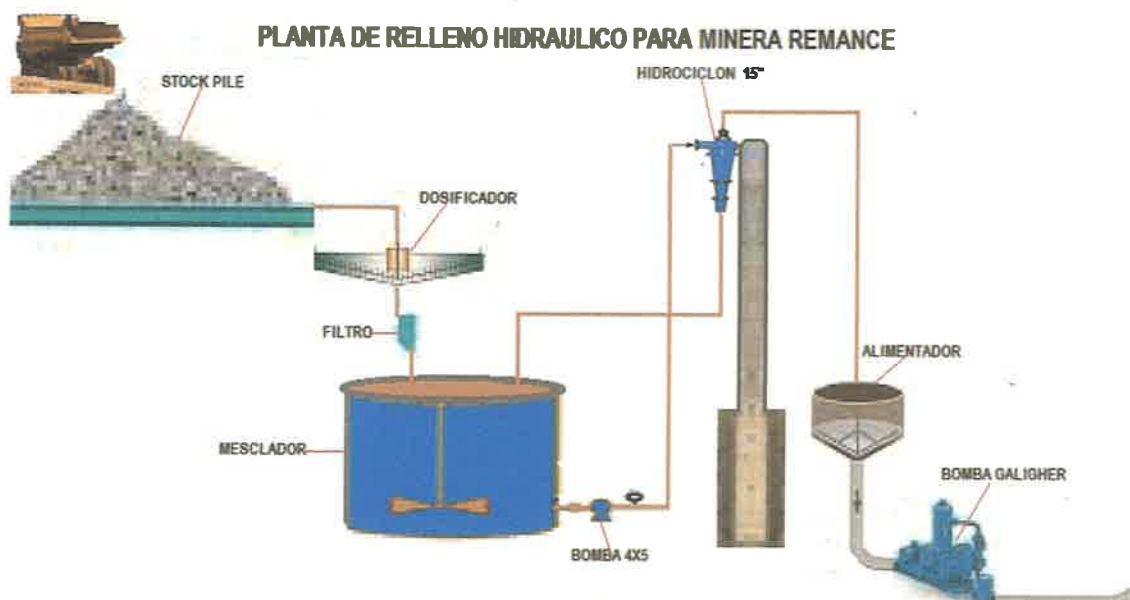 PLANTA DE RELLENO HIDRAULICO PARA MINERA REMANCE
HIDROCICLON 15"
STOCK PILE
DOSIFICADOR
FILTRO
ALIMENTADOR
MESCLADOR
BOMBA GALIGHER
BOMBA 4X5